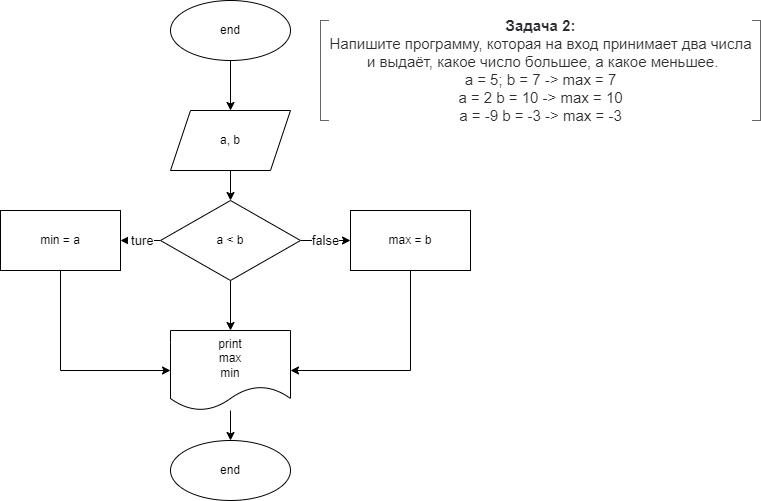 end
Задача 2:
Напишите программу, которая на вход принимает два числа
и выдаёт, какое число большее, а какое меньшее.
a = 5; b = 7 -> max = 7
a = 2 b = 10 -> max = 10
a = -9 b = -3 -> max = -3
a, b
min = a
ture
a < b
false
max = b
print
max
min
end